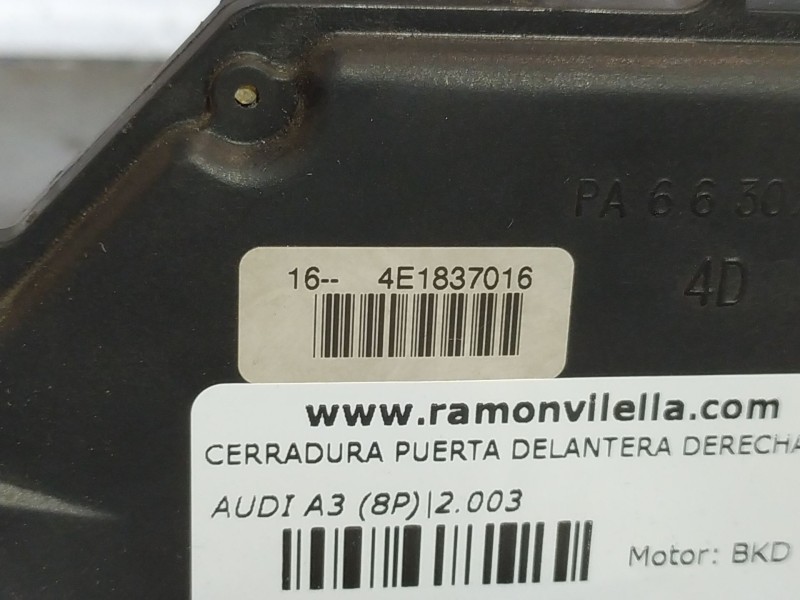 PA 6 6 30
4D
16-- 4E1837016
www.ramonvilella.com
CERRADURA PUERTA DELANTERA DERECHA
AUDI A3 (8P)|2.003
Motor: BKD